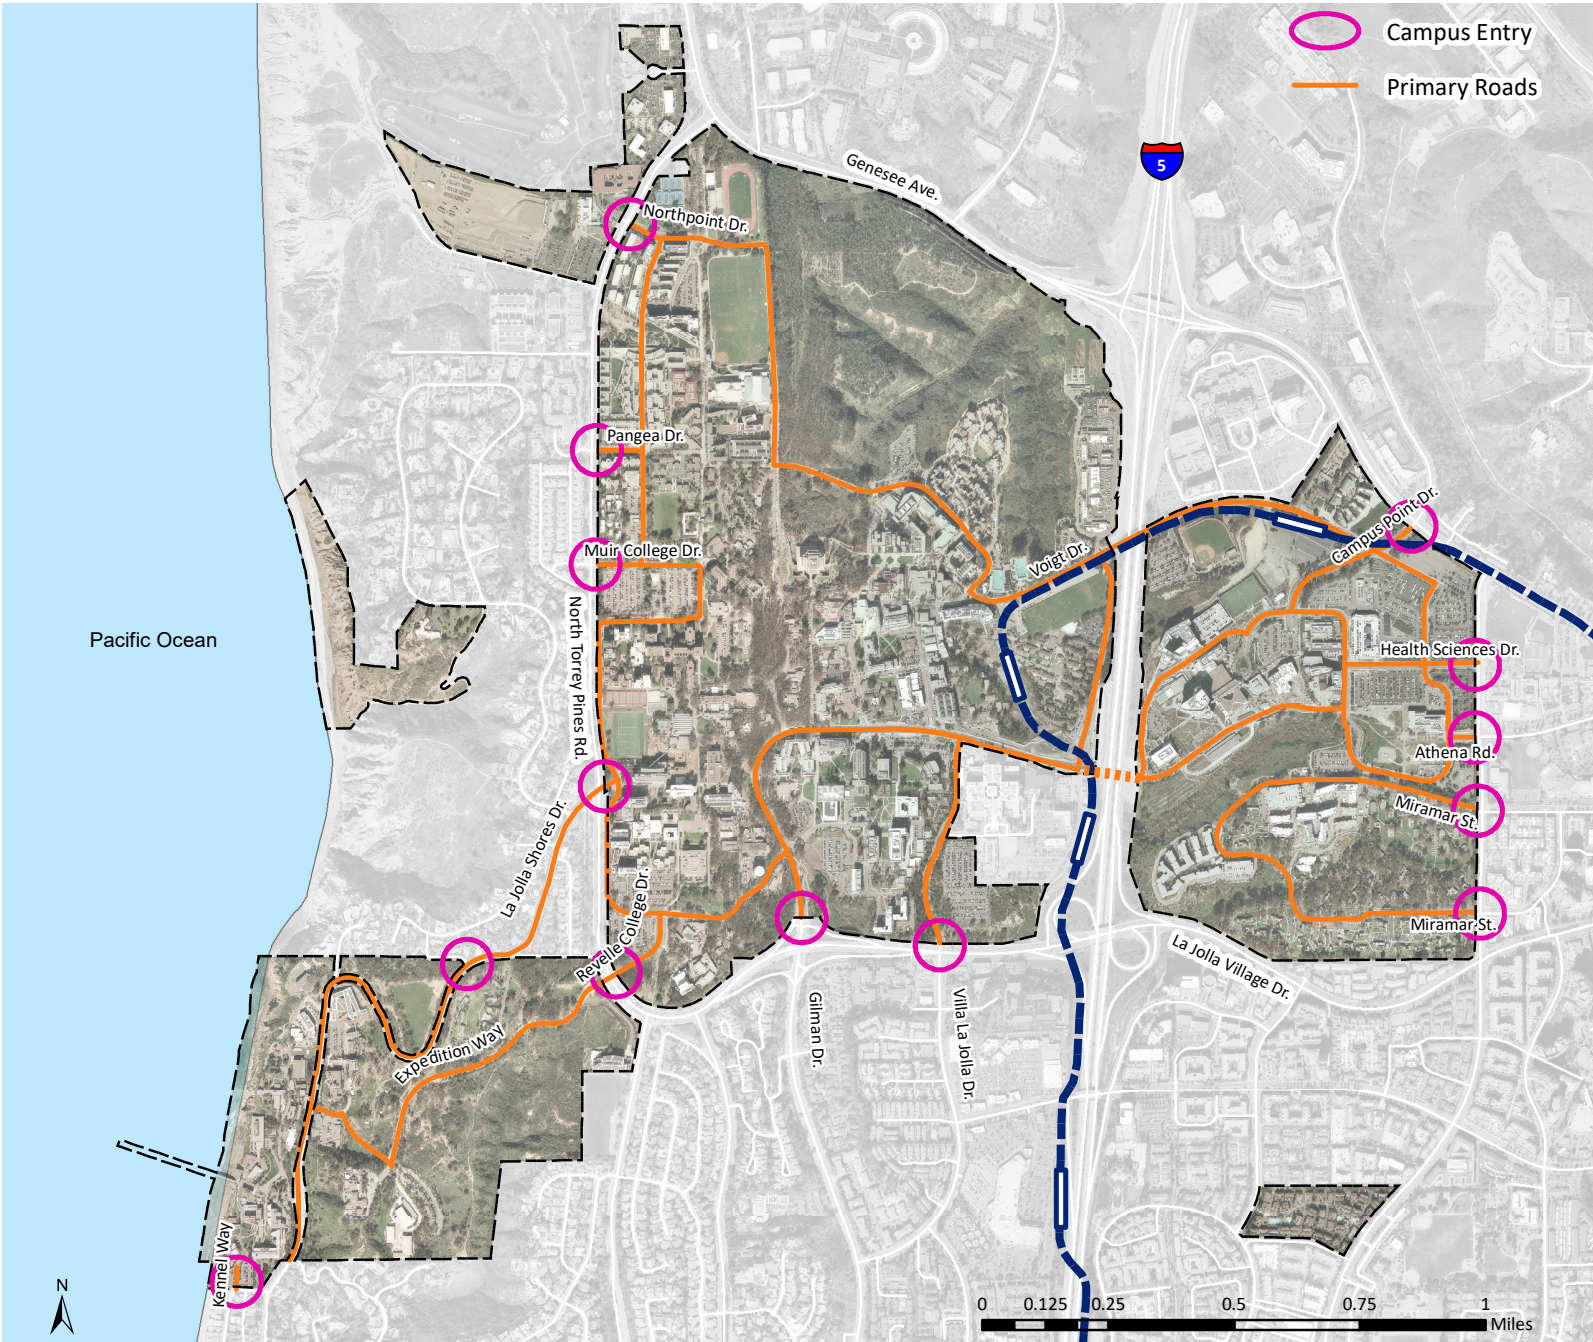 Campus Entry
Primary Roads
5
Genesee Ave.
Northpoint Dr.
Pangea Dr.
Campus Point Dr.
Muir College Dr.
Voigt Dr.
Pacific Ocean
North Torrey Pines Rd.
Health Sciences Dr.
Athena Rd.
La Jolla Shores Dr.
Miramar St.
Revelle College Dr.
Miramar St.
La Jolla Village Dr.
Expedition Way
Gilman Dr.
Villa La Jolla Dr.
Kennel Way
N
0 0.125 0.25 0.5 0.75 1
Miles